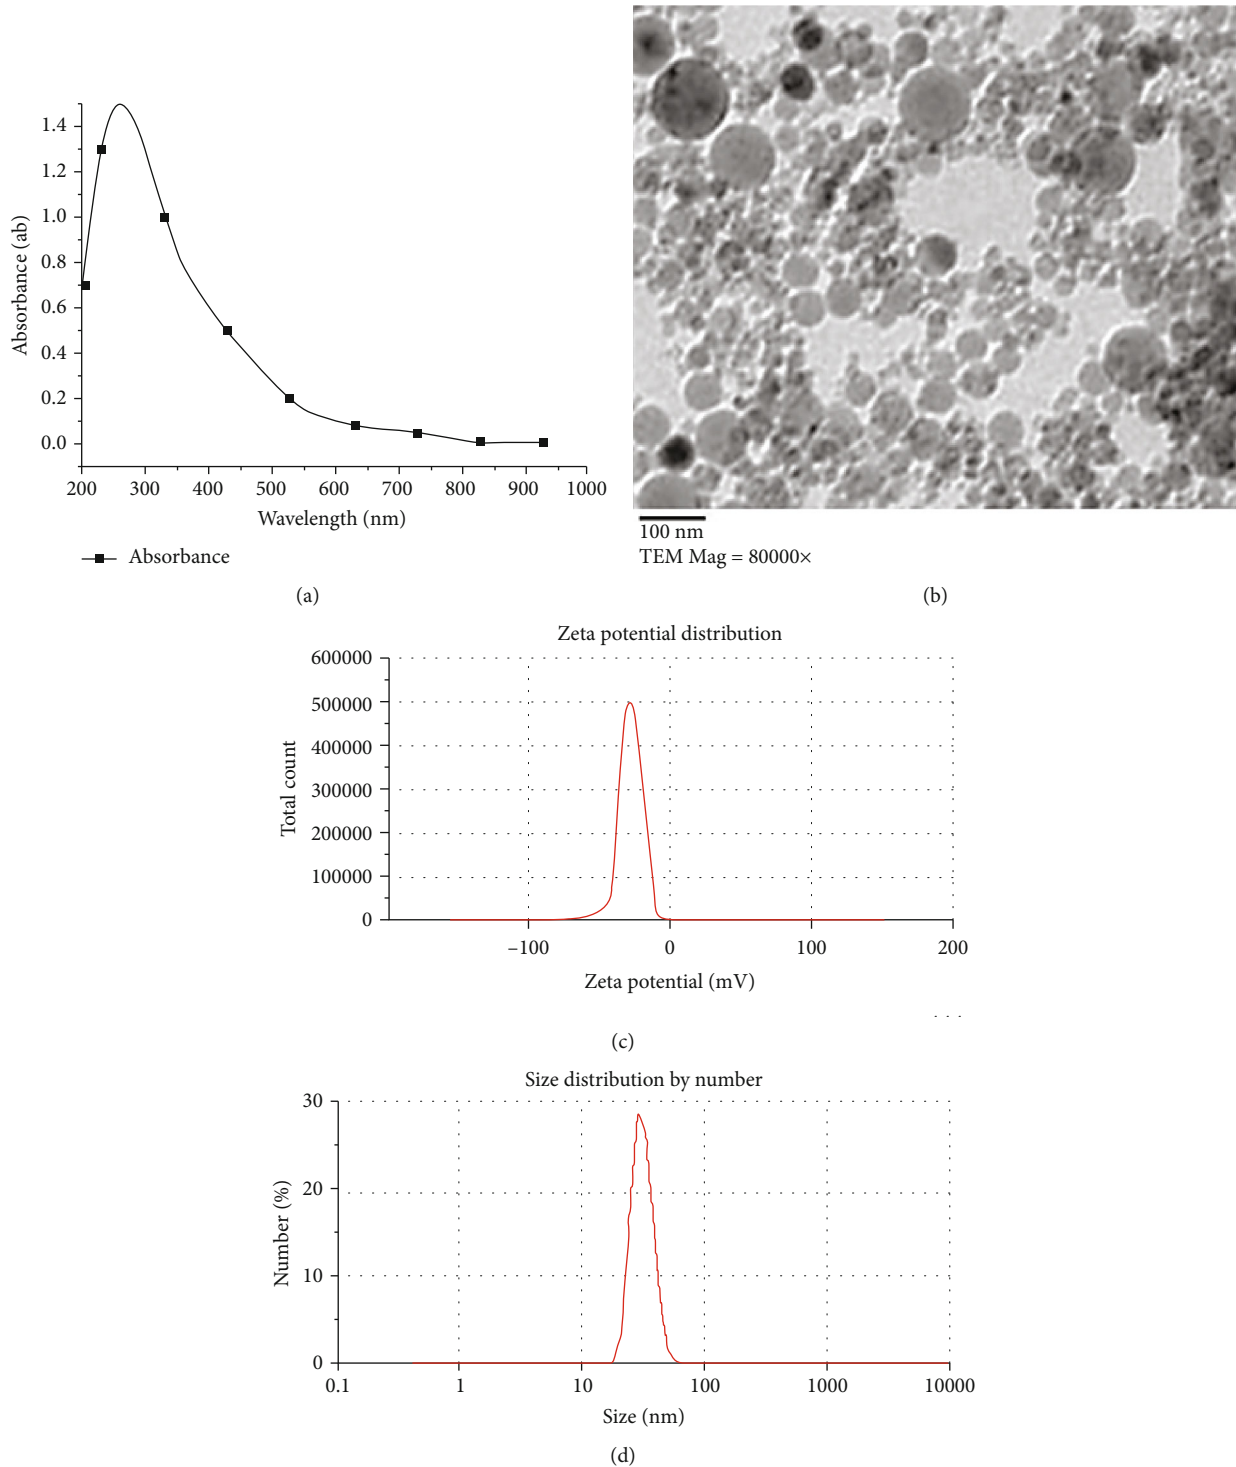 1.4
1.2
1.0
0.8
0.6
0.4
0.2
0.0
Absorbance (ab)
200 300 400 500 600 700 800 900 1000
Wavelength (nm)
Absorbance
(a)
100 nm
TEM Mag = 80000×
(b)
Zeta potential distribution
600000
500000
400000
300000
200000
100000
0
Total count
–100 0 100 200
Zeta potential (mV)
(c)
Size distribution by number
30
20
10
0
Number (%)
0.1 1 10 100 1000 10000
Size (nm)
(d)